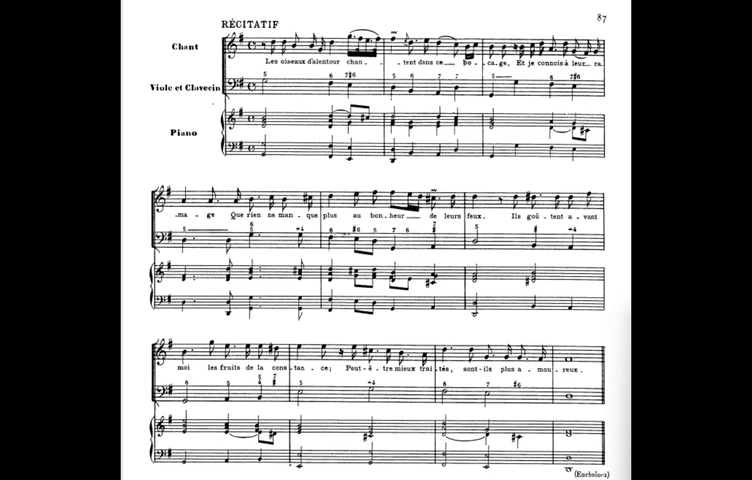 87
RÉCITATIF
Chant
Les oiseaux d'alentour chan - - tent dans ce bo - ca - ge, Et je connois à leur ra.
Viole et Clavecin
Piano
- ma - ge Que rien ne man - que plus au bon - heur de leurs feux. Ils goû - tent a - vant
moi les fruits de la cons - tan - ce; Peut - ê - tre mieux trai - tés, sont - ils plus a - mou - reux.